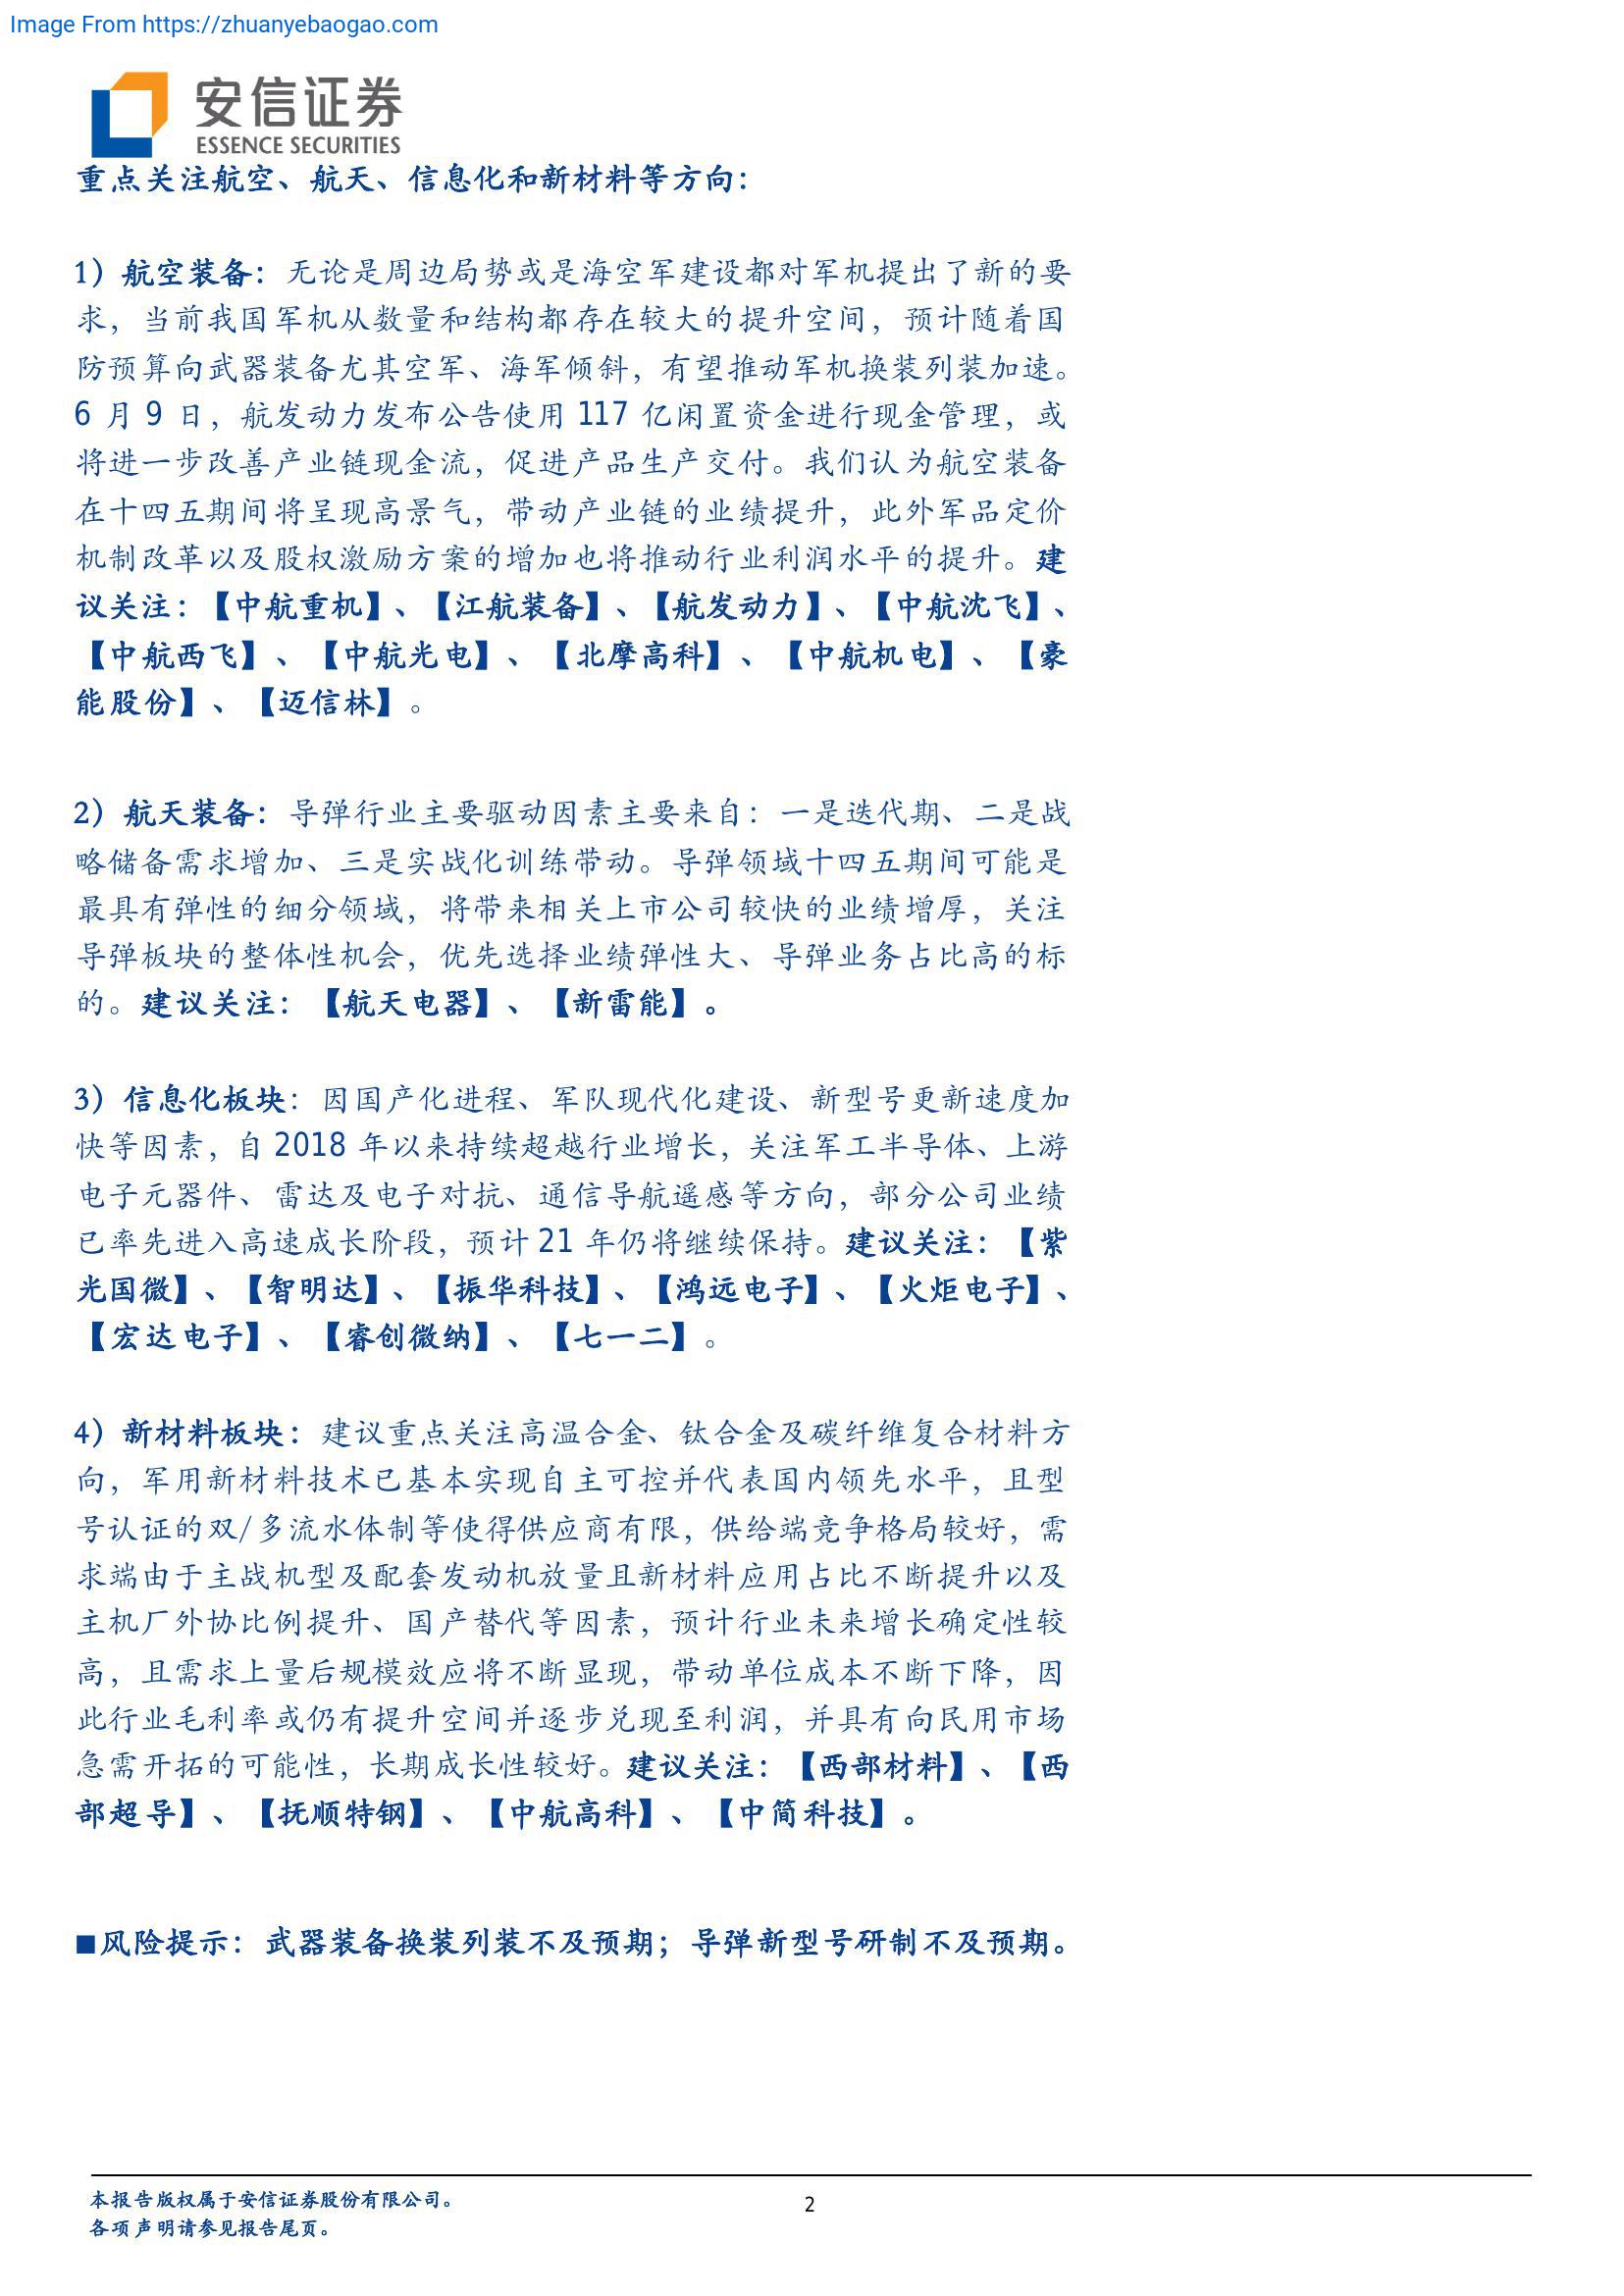 Image From https://zhuanyebaogao.com
安信证券
ESSENCE SECURITIES
重点关注航空、航天、信息化和新材料等方向：
1）航空装备：无论是周边局势或是海空军建设都对军机提出了新的要
求，当前我国军机从数量和结构都存在较大的提升空间，预计随着国
防预算向武器装备尤其空军、海军倾斜，有望推动军机换装列装加速。
6 月 9 日，航发动力发布公告使用 117 亿闲置资金进行现金管理，或
将进一步改善产业链现金流，促进产品生产交付。我们认为航空装备
在十四五期间将呈现高景气，带动产业链的业绩提升，此外军品定价
机制改革以及股权激励方案的增加也将推动行业利润水平的提升。建
议关注：【中航重机】、【江航装备】、【航发动力】、【中航沈飞】、
【中航西飞】、【中航光电】、【北摩高科】、【中航机电】、【豪
能股份】、【迈信林】。
2）航天装备：导弹行业主要驱动因素主要来自：一是迭代期、二是战
略储备需求增加、三是实战化训练带动。导弹领域十四五期间可能是
最具有弹性的细分领域，将带来相关上市公司较快的业绩增厚，关注
导弹板块的整体性机会，优先选择业绩弹性大、导弹业务占比高的标
的。建议关注：【航天电器】、【新雷能】。
3）信息化板块：因国产化进程、军队现代化建设、新型号更新速度加
快等因素，自 2018 年以来持续超越行业增长，关注军工半导体、上游
电子元器件、雷达及电子对抗、通信导航遥感等方向，部分公司业绩
已率先进入高速成长阶段，预计 21 年仍将继续保持。建议关注：【紫
光国微】、【智明达】、【振华科技】、【鸿远电子】、【火炬电子】、
【宏达电子】、【睿创微纳】、【七一二】。
4）新材料板块：建议重点关注高温合金、钛合金及碳纤维复合材料方
向，军用新材料技术已基本实现自主可控并代表国内领先水平，且型
号认证的双/多流水体制等使得供应商有限，供给端竞争格局较好，需
求端由于主战机型及配套发动机放量且新材料应用占比不断提升以及
主机厂外协比例提升、国产替代等因素，预计行业未来增长确定性较
高，且需求上量后规模效应将不断显现，带动单位成本不断下降，因
此行业毛利率或仍有提升空间并逐步兑现至利润，并具有向民用市场
急需开拓的可能性，长期成长性较好。建议关注：【西部材料】、【西
部超导】、【抚顺特钢】、【中航高科】、【中简科技】。
■风险提示：武器装备换装列装不及预期；导弹新型号研制不及预期。
本报告版权属于安信证券股份有限公司。
2
各项声明请参见报告尾页。